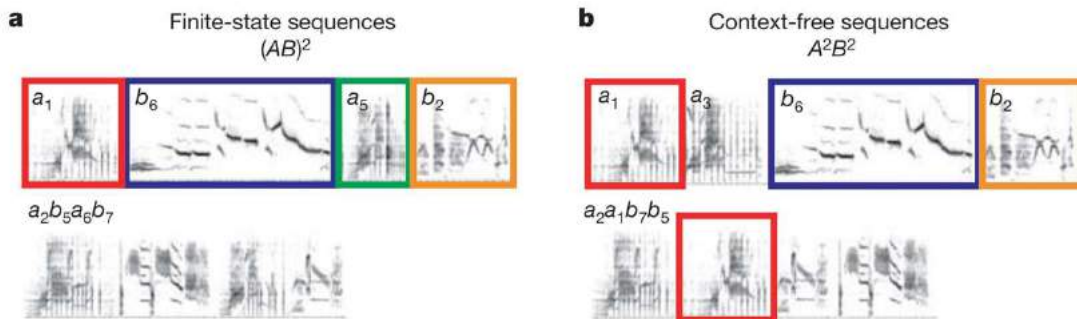 a
Finite-state sequences
(AB)²
a₁
b₆
a₅
b₂
a₂b₅a₆b₇
b
Context-free sequences
A²B²
a₁
a₃
b₆
b₂
a₂a₁b₇b₅